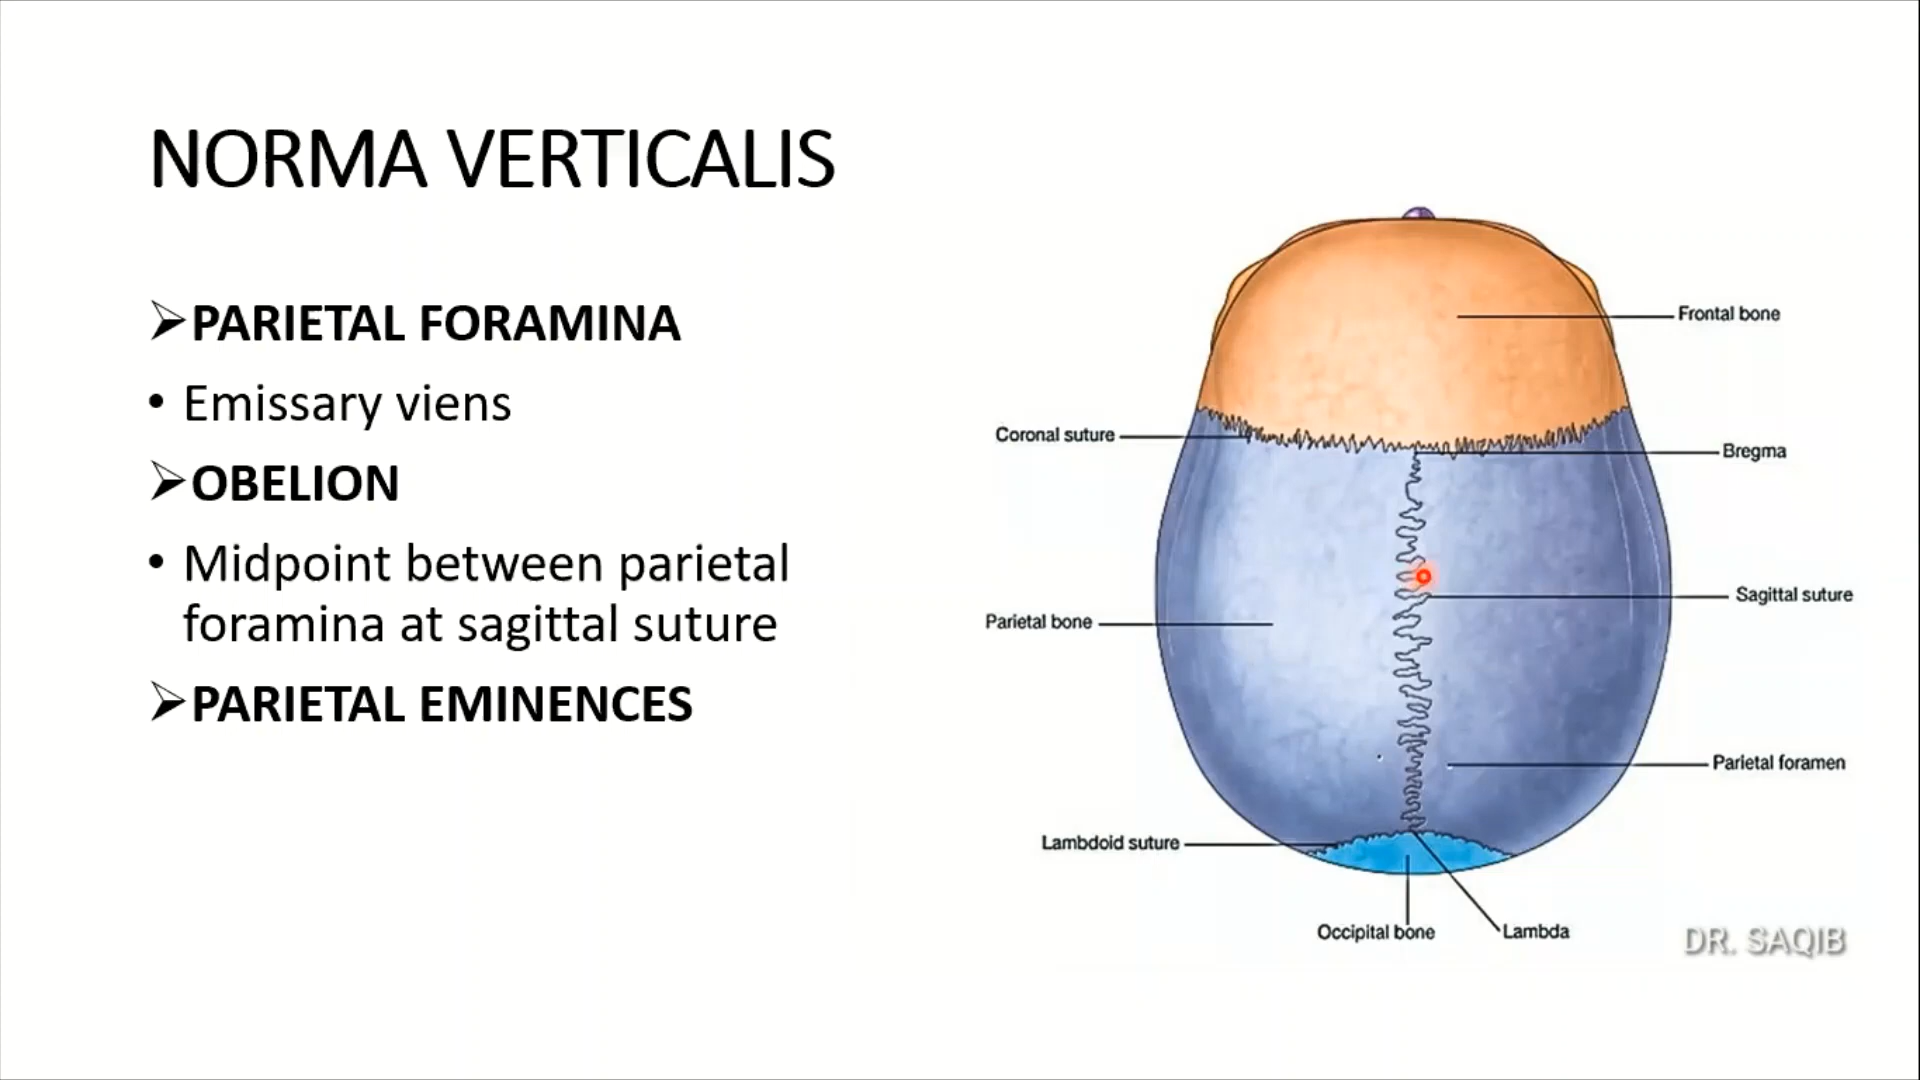 NORMA VERTICALIS
➢PARIETAL FORAMINA
• Emissary viens
➢OBELION
• Midpoint between parietal
foramina at sagittal suture
➢PARIETAL EMINENCES
Frontal bone
Coronal suture
Bregma
Sagittal suture
Parietal bone
Parietal foramen
Lambdoid suture
Occipital bone
Lambda
DR. SAQIB